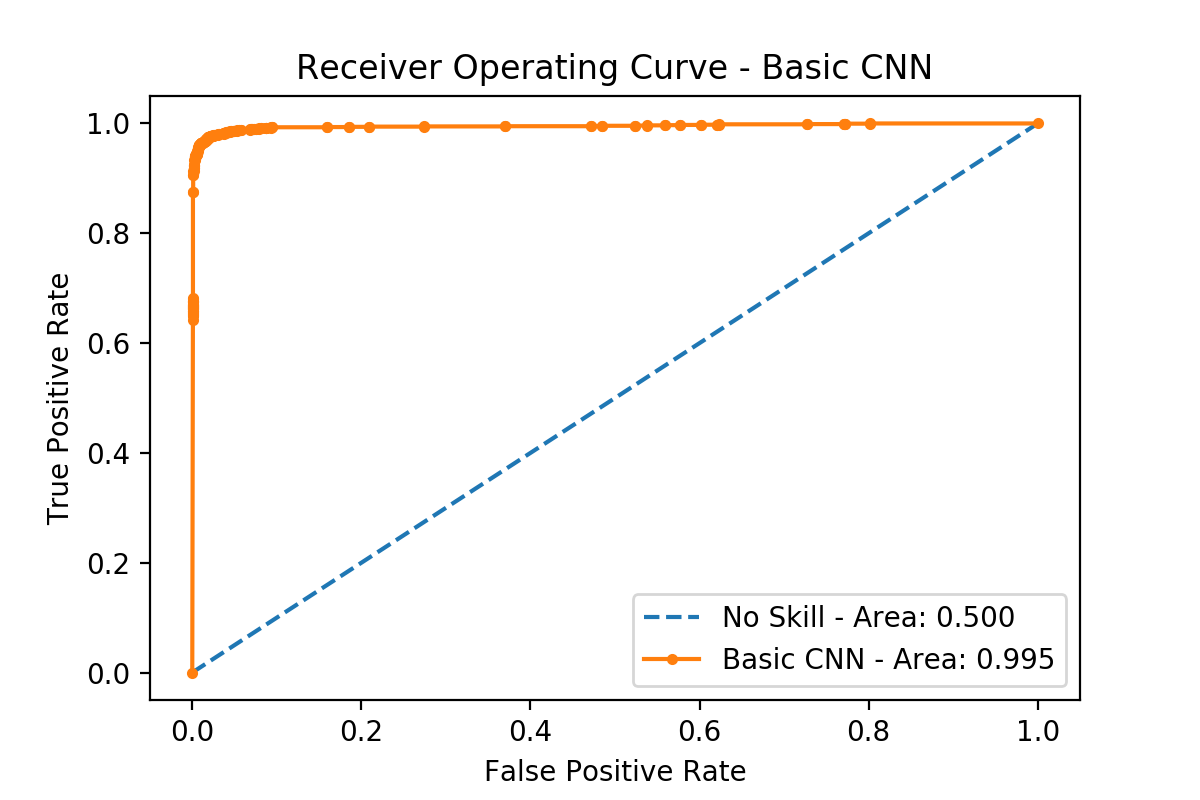 Receiver Operating Curve - Basic CNN
True Positive Rate
1.0
0.8
0.6
0.4
0.2
0.0
No Skill - Area: 0.500
Basic CNN - Area: 0.995
0.0 0.2 0.4 0.6 0.8 1.0
False Positive Rate